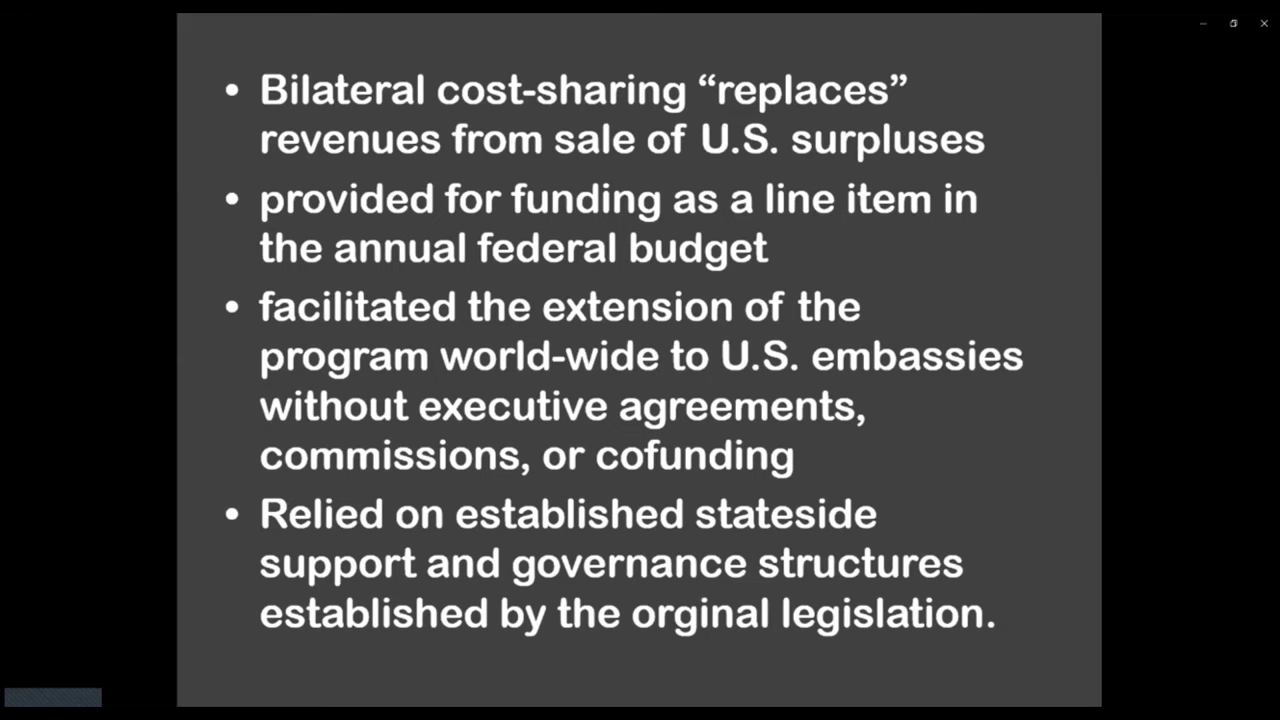 • Bilateral cost-sharing “replaces”
revenues from sale of U.S. surpluses
• provided for funding as a line item in
the annual federal budget
• facilitated the extension of the
program world-wide to U.S. embassies
without executive agreements,
commissions, or cofunding
• Relied on established stateside
support and governance structures
established by the orginal legislation.